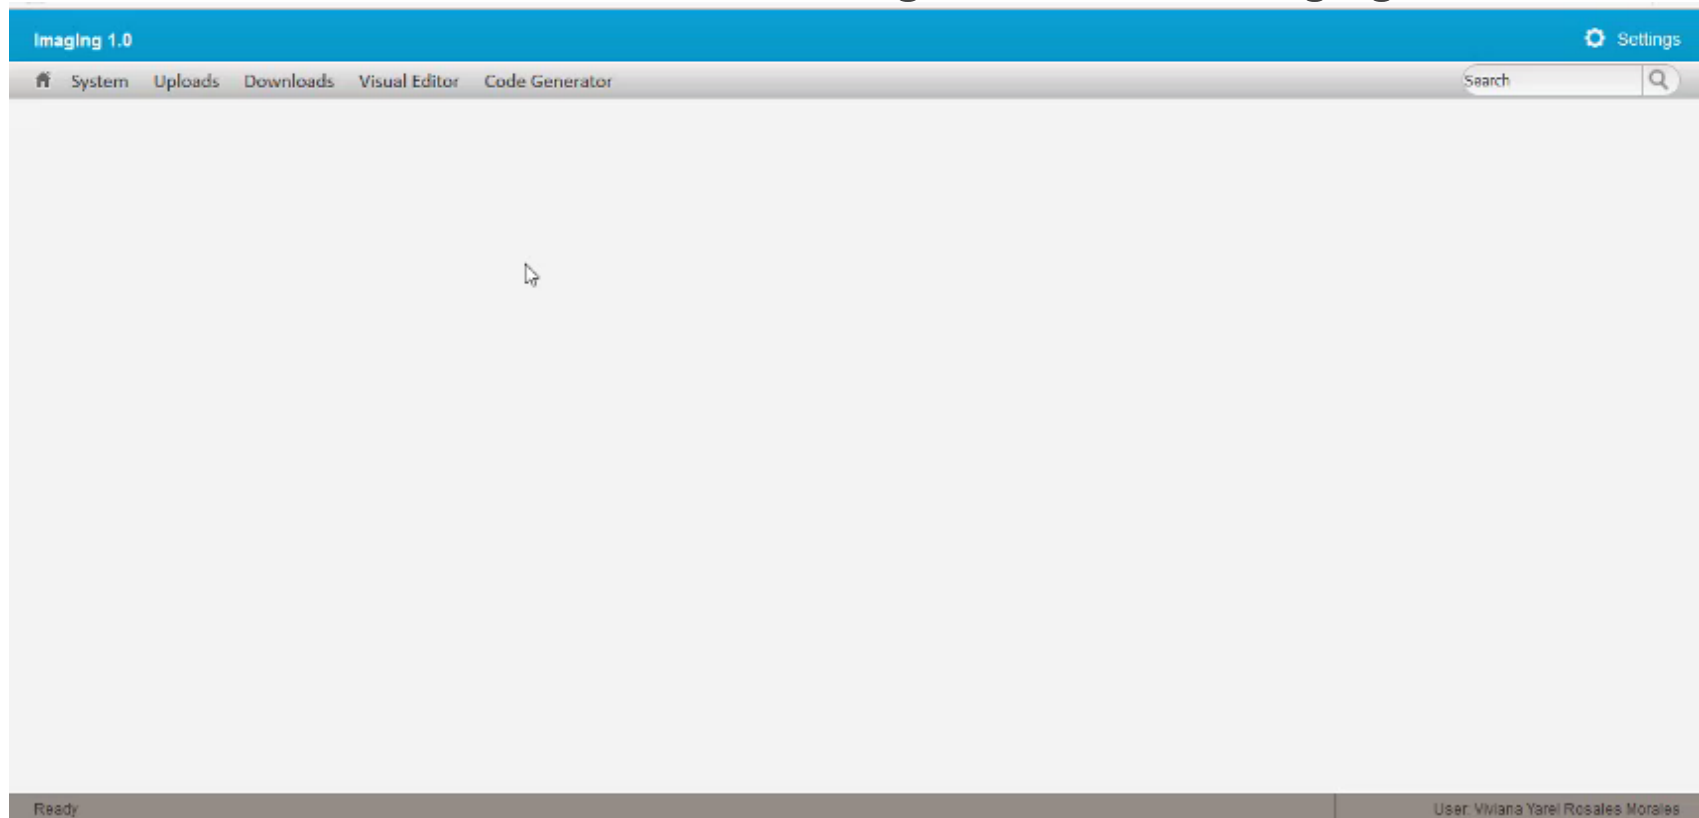 Imaging 1.0
Settings
System Uploads Downloads Visual Editor Code Generator
Search
Ready
User: Viviana Yarel Rosales Morales